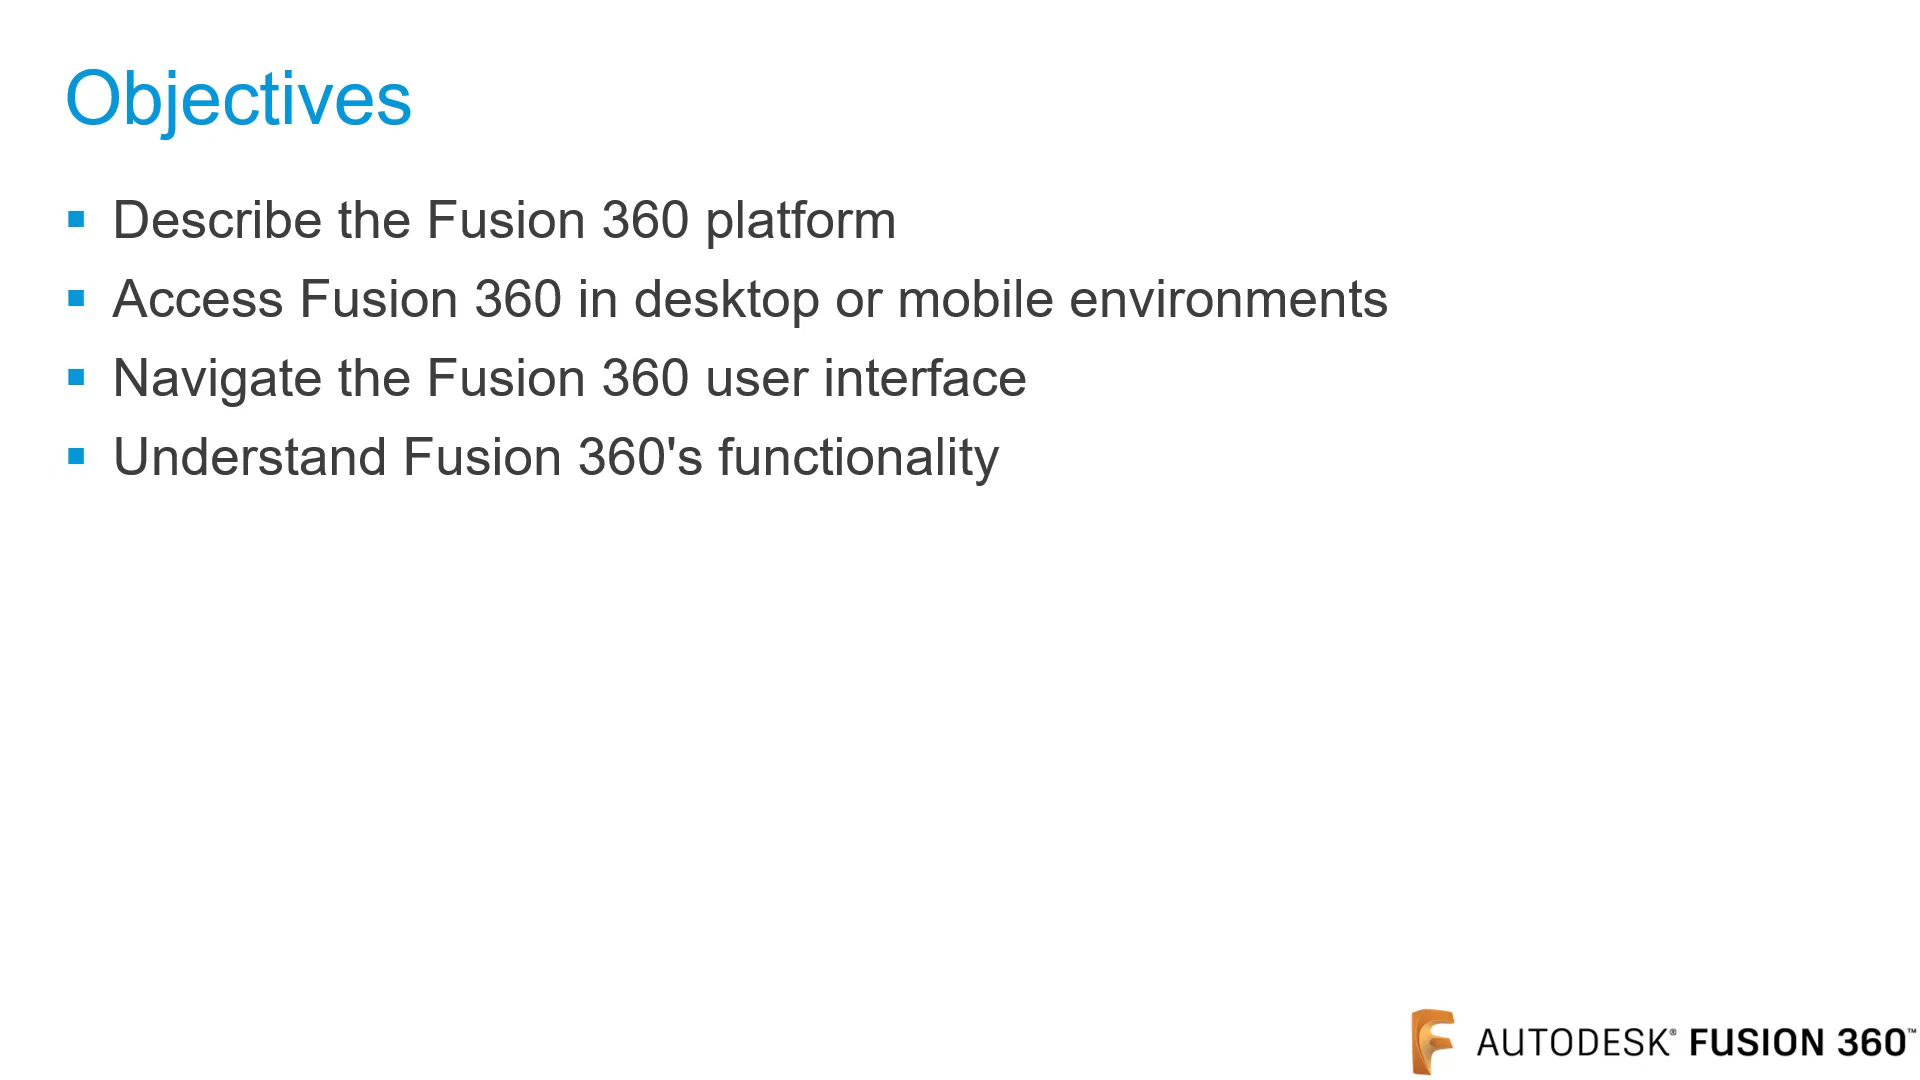 Objectives
▪ Describe the Fusion 360 platform
▪ Access Fusion 360 in desktop or mobile environments
▪ Navigate the Fusion 360 user interface
▪ Understand Fusion 360's functionality
F AUTODESK® FUSION 360™